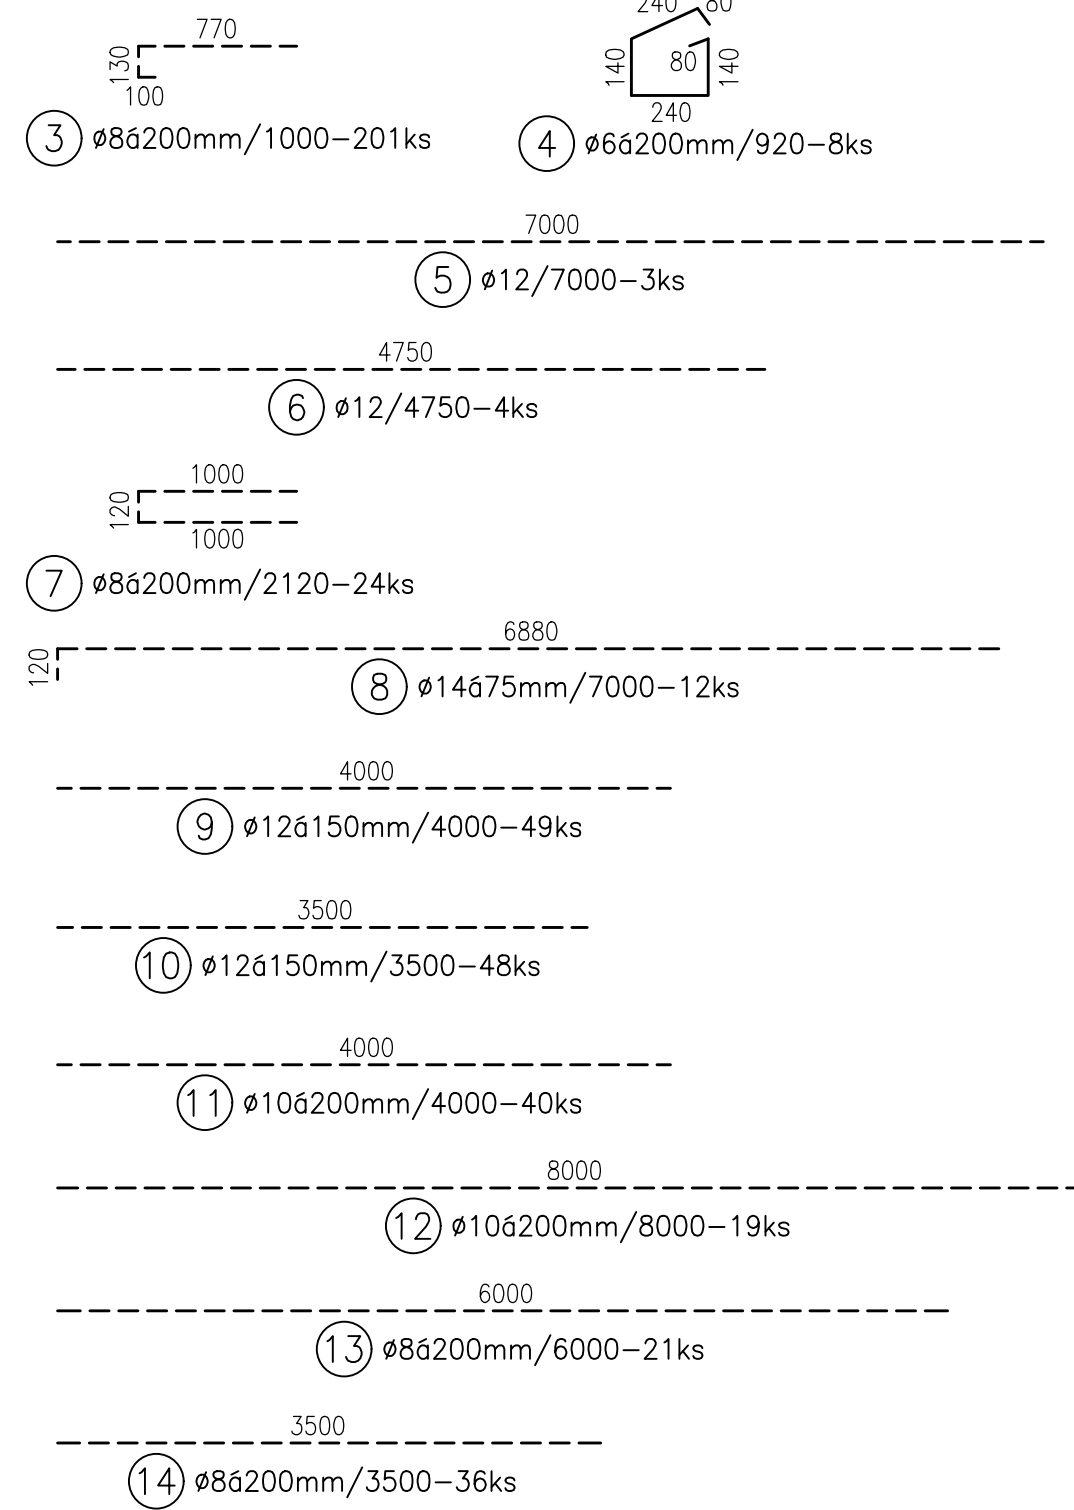 770
130
100
3 ø8á200mm/1000-201ks
240 80
140
80
140
240
4 ø6á200mm/920-8ks
7000
5 ø12/7000-3ks
4750
6 ø12/4750-4ks
1000
120
1000
7 ø8á200mm/2120-24ks
6880
120
8 ø14á75mm/7000-12ks
4000
9 ø12á150mm/4000-49ks
3500
10 ø12á150mm/3500-48ks
4000
11 ø10á200mm/4000-40ks
8000
12 ø10á200mm/8000-19ks
6000
13 ø8á200mm/6000-21ks
3500
14 ø8á200mm/3500-36ks